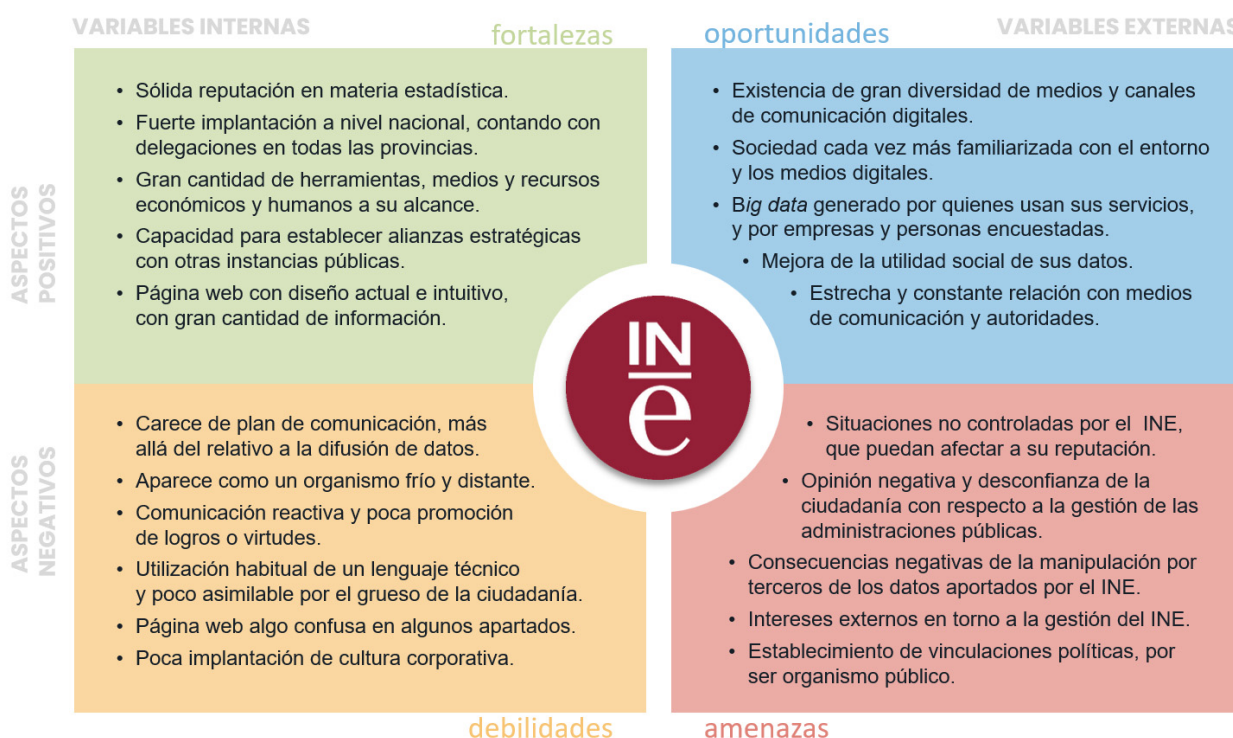 VARIABLES INTERNAS
fortalezas
oportunidades
VARIABLES EXTERNAS
ASPECTOS
POSITIVOS
• Sólida reputación en materia estadística.
• Fuerte implantación a nivel nacional, contando con
delegaciones en todas las provincias.
• Gran cantidad de herramientas, medios y recursos
económicos y humanos a su alcance.
• Capacidad para establecer alianzas estratégicas
con otras instancias públicas.
• Página web con diseño actual e intuitivo,
con gran cantidad de información.
• Existencia de gran diversidad de medios y canales
de comunicación digitales.
• Sociedad cada vez más familiarizada con el entorno
y los medios digitales.
• Big data generado por quienes usan sus servicios,
y por empresas y personas encuestadas.
• Mejora de la utilidad social de sus datos.
• Estrecha y constante relación con medios
de comunicación y autoridades.
IN
e
ASPECTOS
NEGATIVOS
• Carece de plan de comunicación, más
allá del relativo a la difusión de datos.
• Aparece como un organismo frío y distante.
• Comunicación reactiva y poca promoción
de logros o virtudes.
• Utilización habitual de un lenguaje técnico
y poco asimilable por el grueso de la ciudadanía.
• Página web algo confusa en algunos apartados.
• Poca implantación de cultura corporativa.
• Situaciones no controladas por el INE,
que puedan afectar a su reputación.
• Opinión negativa y desconfianza de la
ciudadanía con respecto a la gestión de las
administraciones públicas.
• Consecuencias negativas de la manipulación por
terceros de los datos aportados por el INE.
• Intereses externos en torno a la gestión del INE.
• Establecimiento de vinculaciones políticas, por
ser organismo público.
debilidades
amenazas